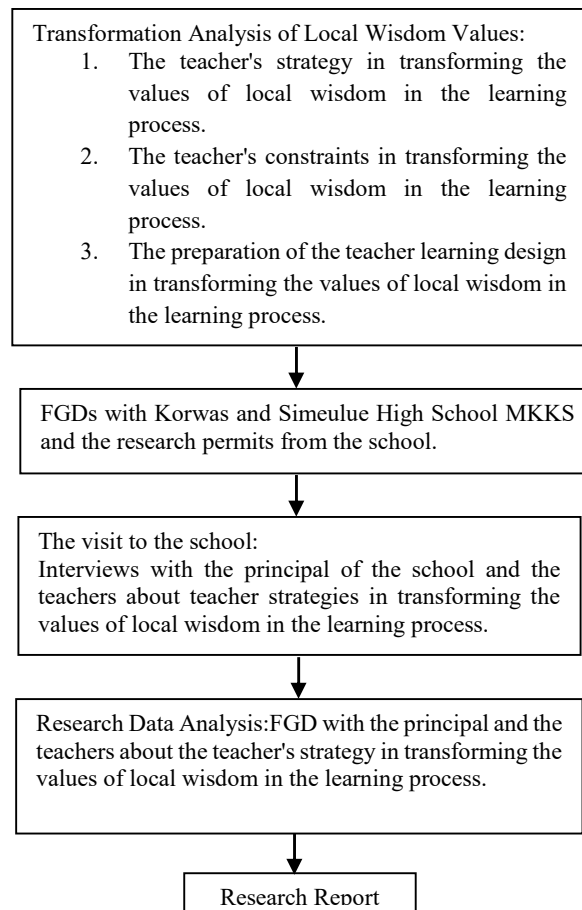 Transformation Analysis of Local Wisdom Values:
1. The teacher's strategy in transforming the
values of local wisdom in the learning
process.
2. The teacher's constraints in transforming the
values of local wisdom in the learning
process.
3. The preparation of the teacher learning design
in transforming the values of local wisdom in
the learning process.
FGDs with Korwas and Simeulue High School MKKS
and the research permits from the school.
The visit to the school:
Interviews with the principal of the school and the
teachers about teacher strategies in transforming the
values of local wisdom in the learning process.
Research Data Analysis:FGD with the principal and the
teachers about the teacher's strategy in transforming the
values of local wisdom in the learning process.
Research Report